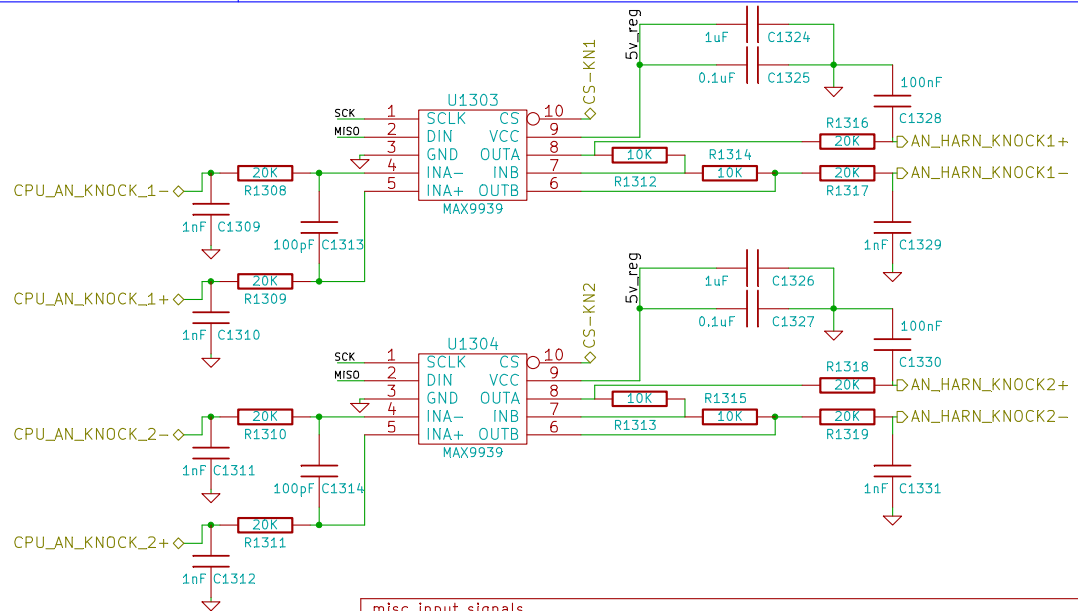 5v_reg
1uF C1324
0.1uF C1325
100nF
C1328
CS-KN1
U1303
SCK 1 SCLK CS 10
MISO 2 DIN VCC 9
3 GND OUTA 8
4 INA- INB 7
5 INA+ OUTB 6
MAX9939
10K
R1312
R1314
10K
R1316
20K
AN_HARN_KNOCK1+
20K
R1317
AN_HARN_KNOCK1-
1nF C1329
CPU_AN_KNOCK_1-
20K
R1308
1nF C1309
100pF C1313
CPU_AN_KNOCK_1+
20K
R1309
1nF C1310
5v_reg
1uF C1326
0.1uF C1327
100nF
C1330
CS-KN2
U1304
SCK 1 SCLK CS 10
MISO 2 DIN VCC 9
3 GND OUTA 8
4 INA- INB 7
5 INA+ OUTB 6
MAX9939
10K
R1313
R1315
10K
R1318
20K
AN_HARN_KNOCK2+
20K
R1319
AN_HARN_KNOCK2-
1nF C1331
CPU_AN_KNOCK_2-
20K
R1310
1nF C1311
100pF C1314
CPU_AN_KNOCK_2+
20K
R1311
1nF C1312
misc input signals